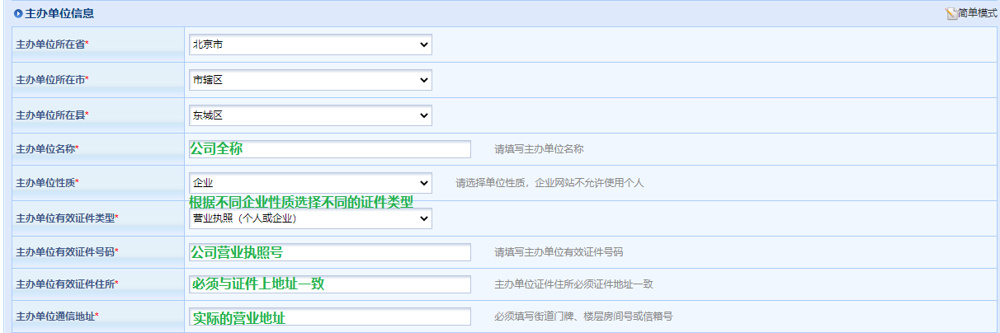 主办单位信息 简单模式
主办单位所在省* 北京市
主办单位所在市* 市辖区
主办单位所在县* 东城区
主办单位名称* 公司全称 请填写主办单位名称
主办单位性质* 企业 请选择单位性质，企业网站不允许使用个人
根据不同企业性质选择不同的证件类型
主办单位有效证件类型* 营业执照（个人或企业）
主办单位有效证件号码* 公司营业执照号 请填写主办单位有效证件号码
主办单位有效证件住所* 必须与证件上地址一致 主办单位证件住所必须证件地址一致
主办单位通信地址* 实际的营业地址 必须填写街道门牌、楼层房间号或信箱号